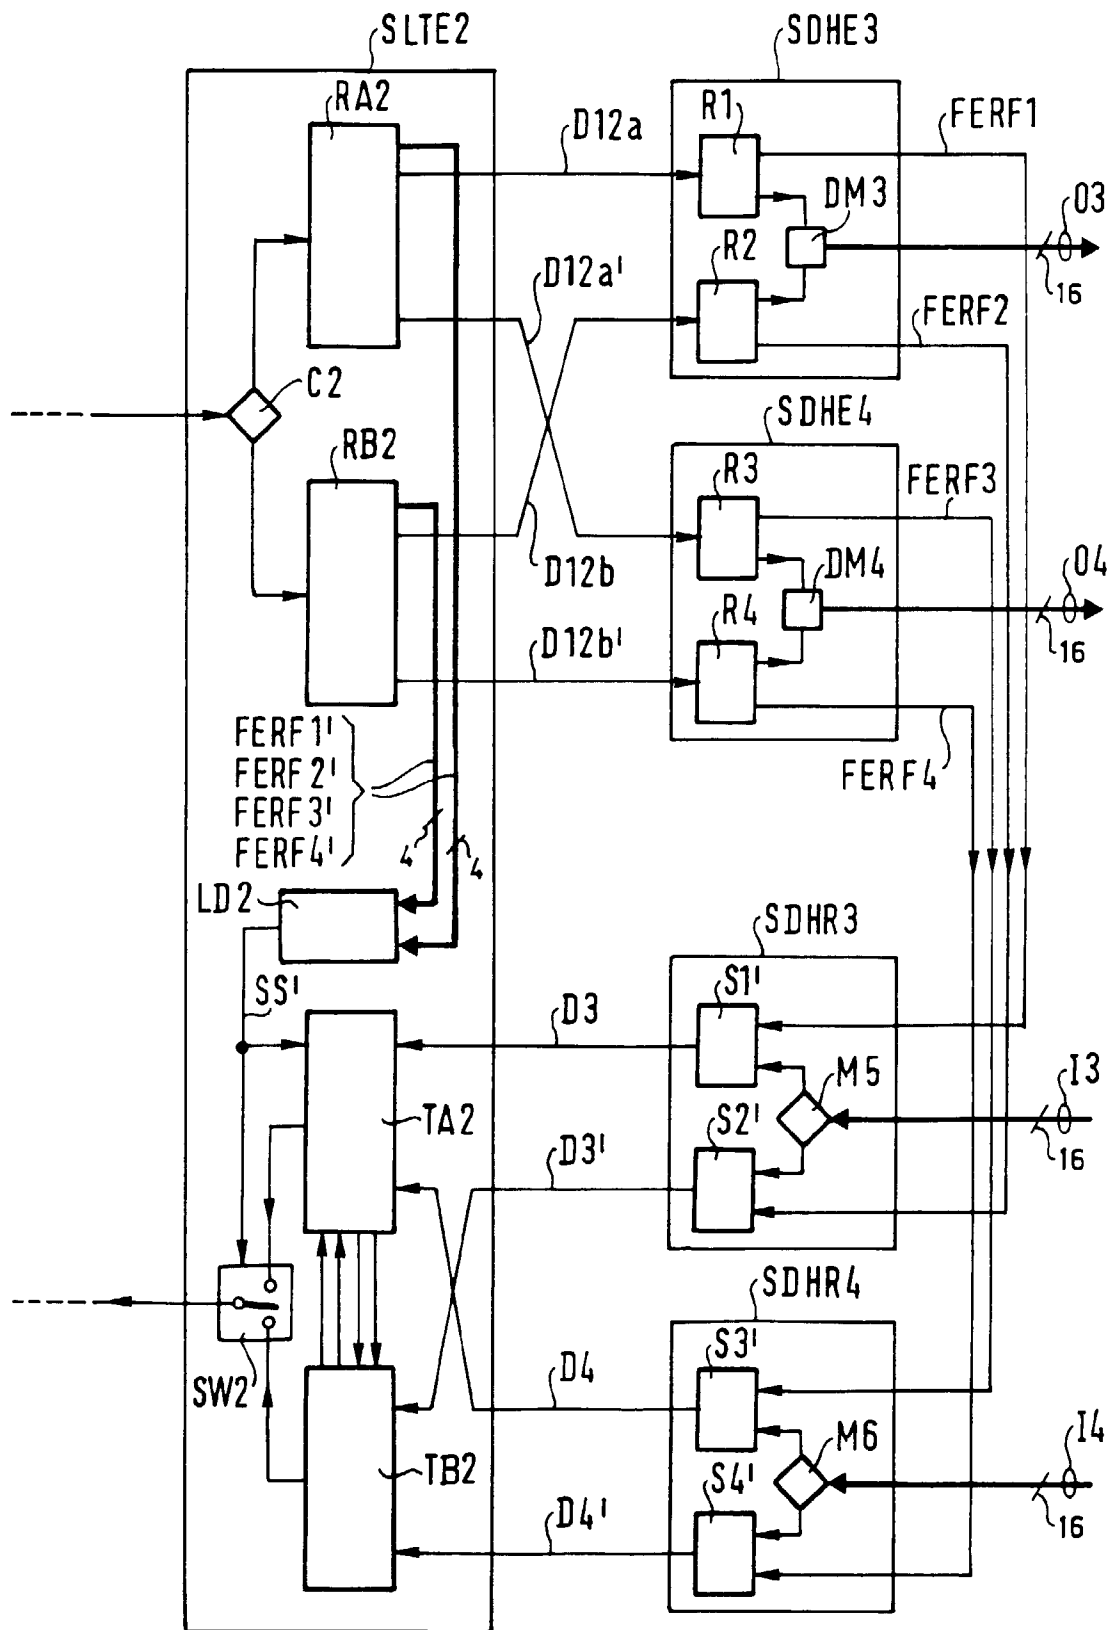 SLTE2
SDHE3
RA2
R1
FERF1
D12a
DM3
O3
R2
16
D12a'
FERF2
C2
SDHE4
RB2
R3
FERF3
D12b
DM4
O4
R4
16
D12b'
FERF1'
FERF2'
FERF3'
FERF4'
FERF4
4
4
LD2
SDHR3
SS'
S1'
D3
M5
I3
TA2
S2'
D3'
16
SDHR4
S3'
D4
SW2'
M6
I4
TB2
S4'
D4'
16